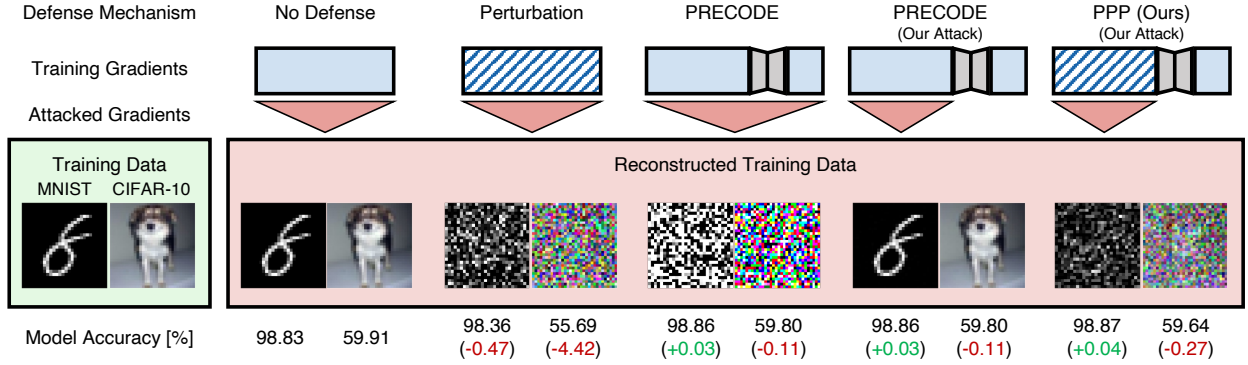 Defense Mechanism No Defense Perturbation PRECODE PRECODE PPP (Ours)
(Our Attack) (Our Attack)
Training Gradients
Attacked Gradients
Training Data Reconstructed Training Data
MNIST CIFAR-10
Model Accuracy [%] 98.83 59.91 98.36 55.69 98.86 59.80 98.86 59.80 98.87 59.64
(-0.47) (-4.42) (+0.03) (-0.11) (+0.03) (-0.11) (+0.04) (-0.27)